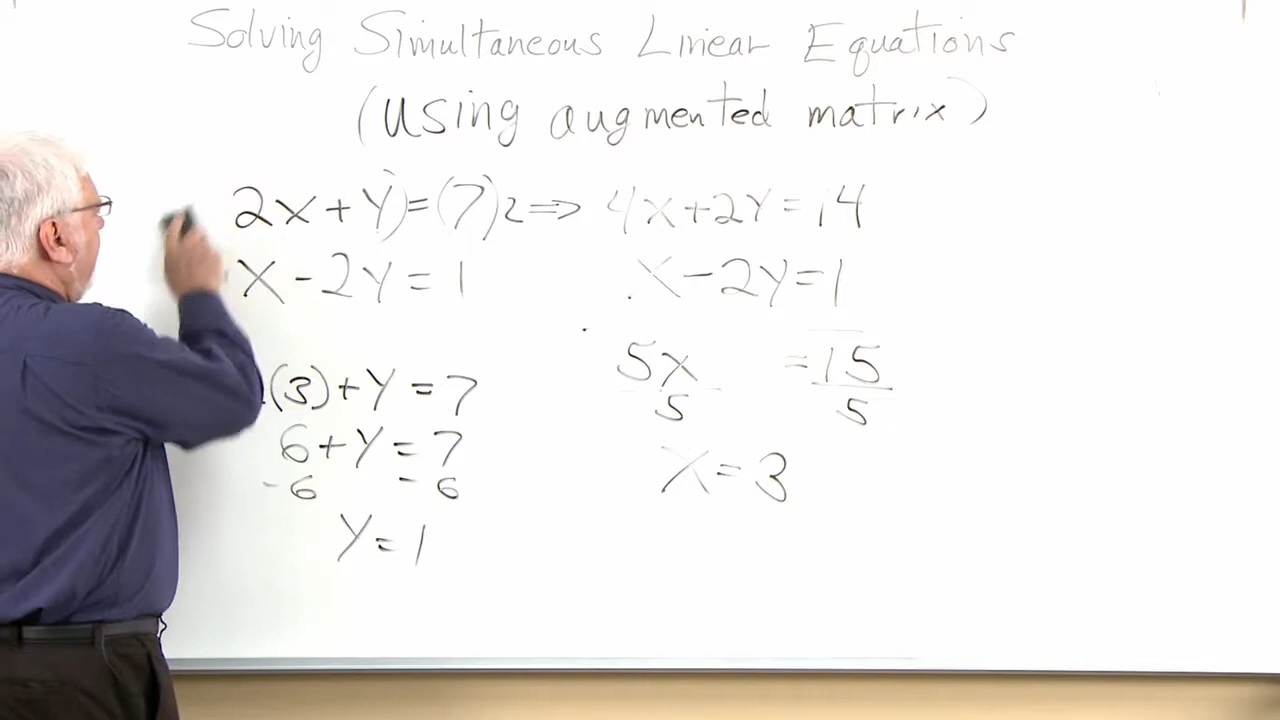 Solving Simultaneous Linear Equations
(using augmented matrix)
2x+y)=(7)2⇒ 4x+2y=14
x-2y=1 x-2y=1
5x =15
5 5
(3)+y=7
6+y=7
-6 -6
x=3
y=1